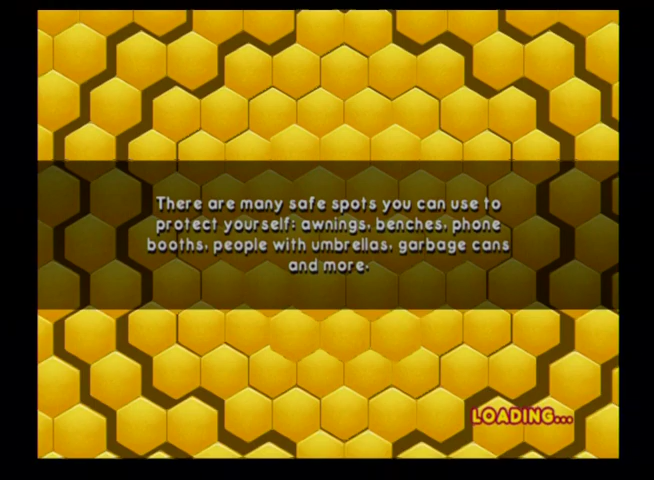 There are many safe spots you can use to
protect yourself: awnings, benches, phone
booths, people with umbrellas, garbage cans
and more.
LOADING...